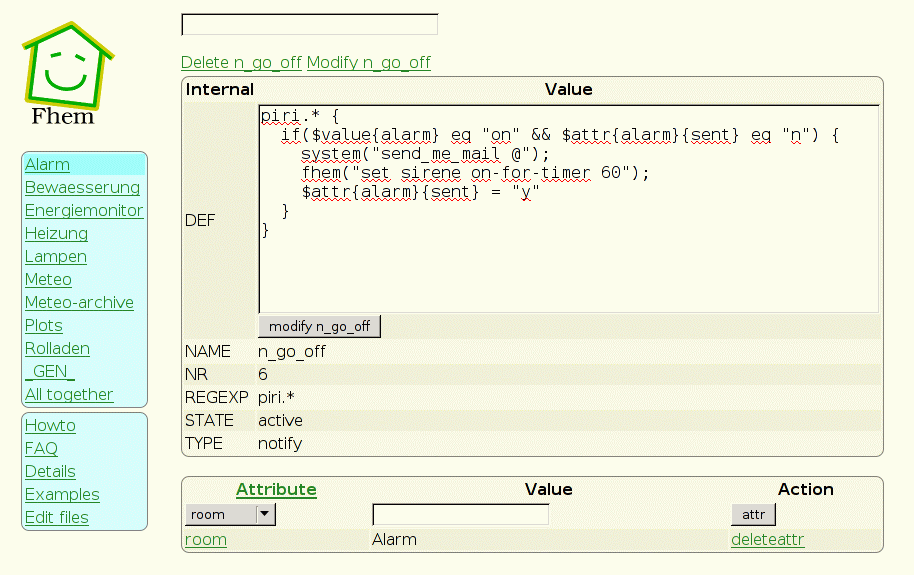 Fhem
Alarm
Bewaesserung
Energiemonitor
Heizung
Lampen
Meteo
Meteo-archive
Plots
Rolladen
_GEN_
All together
Howto
FAQ
Details
Examples
Edit files
Delete n_go_off Modify n_go_off
Internal Value
DEF
piri.* {
if($value{alarm} eq "on" && $attr{alarm}{sent} eq "n") {
system("send_me_mail @");
fhem("set sirene on-for-timer 60");
$attr{alarm}{sent} = "y"
}
}
modify n_go_off
NAME n_go_off
NR 6
REGEXP piri.*
STATE active
TYPE notify
Attribute Value Action
room attr
room Alarm deleteattr